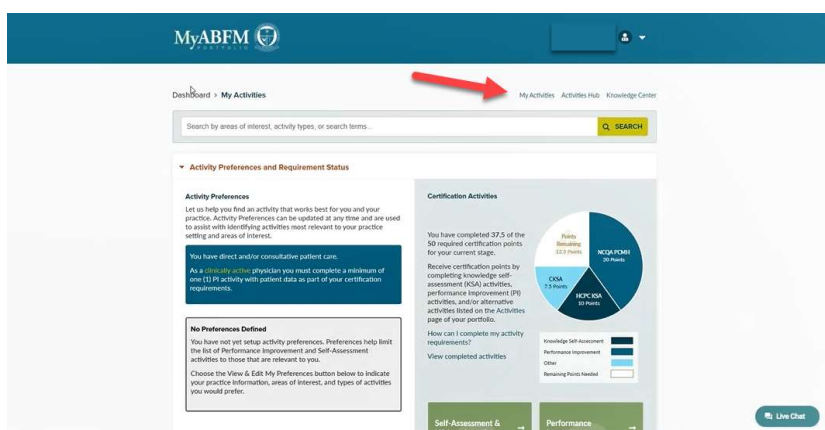 MyABFM
PORTFOLIO
Dashboard > My Activities
My Activities Activities Hub Knowledge Center
Search by areas of interest, activity types, or search terms...
SEARCH
Activity Preferences and Requirement Status
Activity Preferences
Let us help you find an activity that works best for you and your
practice. Activity Preferences can be updated at any time and are used
to assist with identifying activities most relevant to your practice
setting and areas of interest.
You have direct and/or consultative patient care.
As a clinically active physician you must complete a minimum of
one (1) PI activity with patient data as part of your certification
requirements.
No Preferences Defined
You have not yet setup activity preferences. Preferences help limit
the list of Performance Improvement and Self-Assessment
activities to those that are relevant to you.
Choose the View & Edit My Preferences button below to indicate
your practice information, areas of interest, and types of activities
you would prefer.
Certification Activities
You have completed 37.5 of the
50 required certification points
for your current stage.
Receive certification points by
completing knowledge self-
assessment (KSA) activities,
performance improvement (PI)
activities, and/or alternative
activities listed on the Activities
page of your portfolio.
How can I complete my activity
requirements?
View completed activities
Points
Remaining
12.5 Points
NCQA PCMH
20 Points
CKSA
7.5 Points
HCPC KSA
10 Points
Knowledge Self-Assessment
Performance Improvement
Other
Remaining Points Needed
Self-Assessment &
Performance
Live Chat